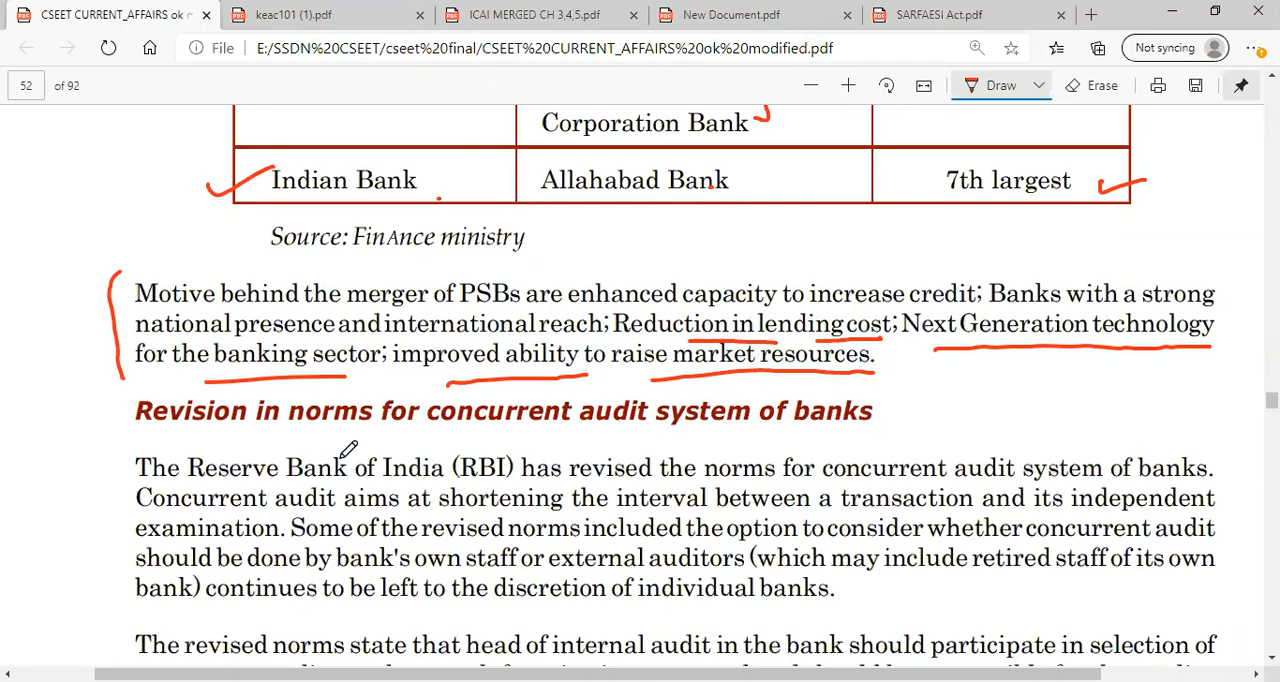 CSEET CURRENT_AFFAIRS ok
keac101 (1).pdf
ICAI MERGED CH 3,4,5.pdf
New Document.pdf
SARFAESI Act.pdf
File
E:/SSDN%20CSEET/cseet%20final/CSEET%20CURRENT_AFFAIRS%20ok%20modified.pdf
Not syncing
52 of 92
Draw
Erase
Corporation Bank
Indian Bank Allahabad Bank 7th largest
Source: FinAnce ministry
Motive behind the merger of PSBs are enhanced capacity to increase credit; Banks with a strong
national presence and international reach; Reduction in lending cost; Next Generation technology
for the banking sector; improved ability to raise market resources.
Revision in norms for concurrent audit system of banks
The Reserve Bank of India (RBI) has revised the norms for concurrent audit system of banks.
Concurrent audit aims at shortening the interval between a transaction and its independent
examination. Some of the revised norms included the option to consider whether concurrent audit
should be done by bank's own staff or external auditors (which may include retired staff of its own
bank) continues to be left to the discretion of individual banks.
The revised norms state that head of internal audit in the bank should participate in selection of